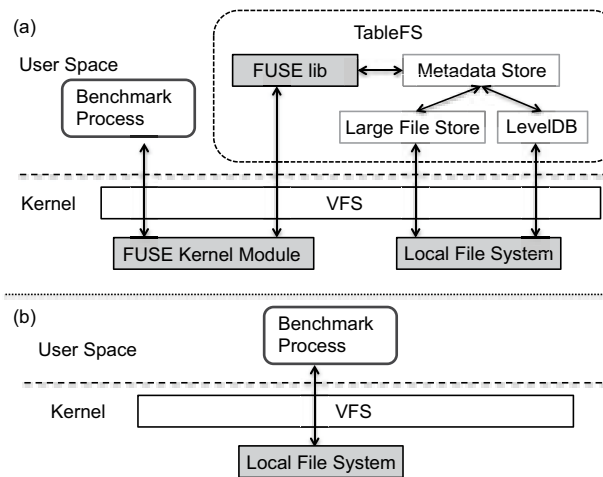 (a)
TableFS
User Space
FUSE lib
Metadata Store
Benchmark
Process
Large File Store
LevelDB
Kernel
VFS
FUSE Kernel Module
Local File System
(b)
Benchmark
Process
User Space
Kernel
VFS
Local File System